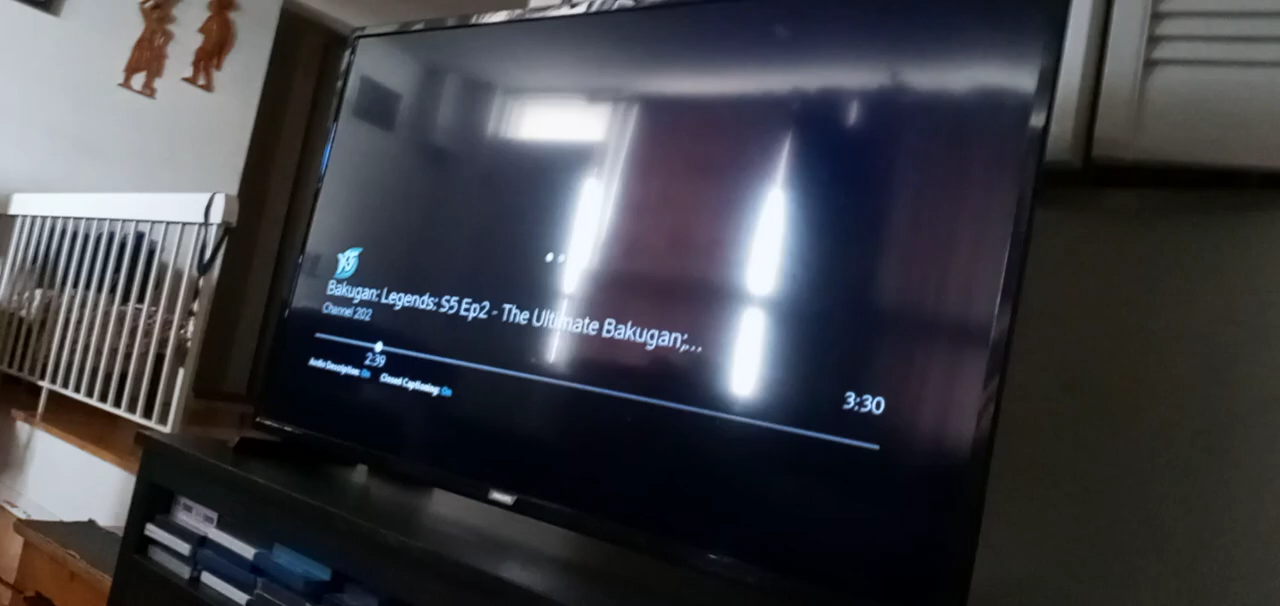 Bakugan: Legends: S5 Ep2 - The Ultimate Bakugan;...
Channel 202
2:39
3:30
Audio Description: On Closed Captioning: On